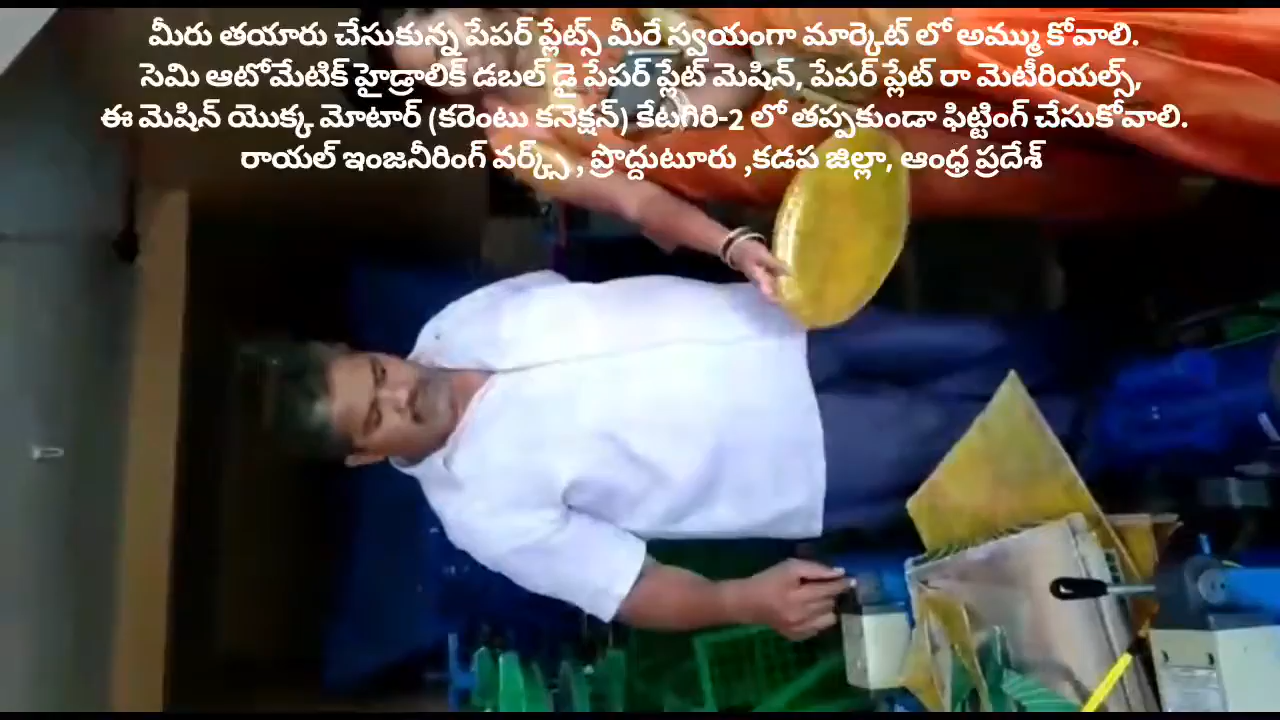 మీరు తయారు చేసుకున్న పేపర్ ప్లేట్స్ మీరే స్వయంగా మార్కెట్ లో అమ్ము కోవాలి.
సెమి ఆటోమేటిక్ హైడ్రాలిక్ డబల్ డై పేపర్ ప్లేట్ మెషిన్, పేపర్ ప్లేట్ రా మెటీరియల్స్,
ఈ మెషిన్ యొక్క మోటార్ (కరెంటు కనెక్షన్) కేటగిరి-2 లో తప్పకుండా ఫిట్టింగ్ చేసుకోవాలి.
రాయల్ ఇంజనీరింగ్ వర్క్స్ , ప్రొద్దుటూరు ,కడప జిల్లా, ఆంధ్ర ప్రదేశ్